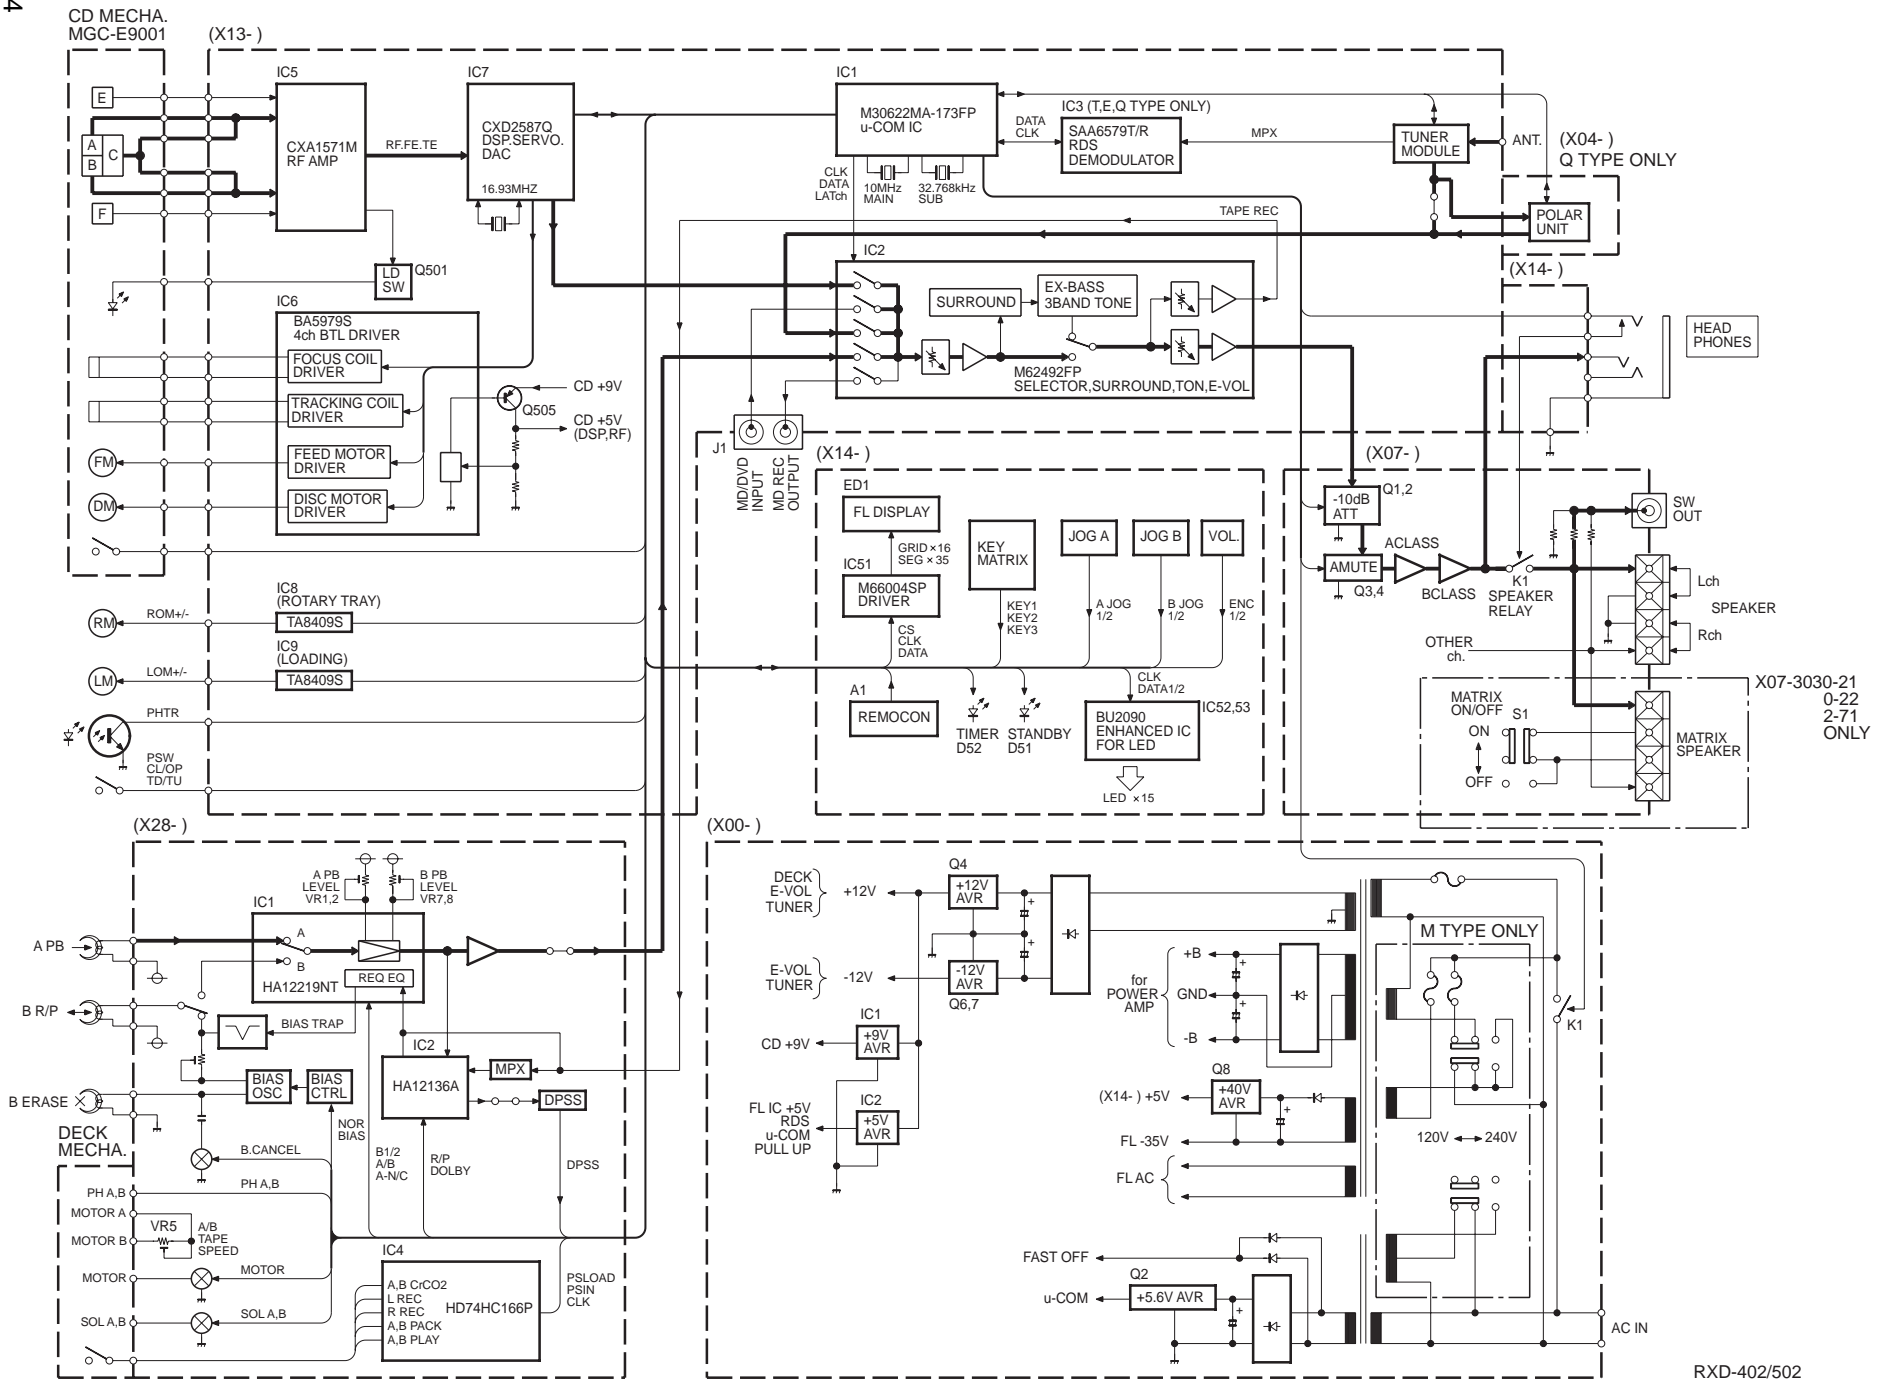 4
CD MECHA.
MGC-E9001
(X13- )
IC5
CXA1571M
RF AMP
RF.FE.TE
IC7
CXD2587Q
DSP.SERVO.
DAC
16.93MHZ
IC1
M30622MA-173FP
u-COM IC
CLK
DATA
LATch
10MHz
MAIN
32.768kHz
SUB
DATA
CLK
IC3 (T,E,Q TYPE ONLY)
SAA6579T/R
RDS
DEMODULATOR
MPX
TUNER
MODULE
ANT.
(X04- )
Q TYPE ONLY
POLAR
UNIT
E
A
B
C
F
LD
SW
Q501
TAPE REC
IC2
SURROUND
EX-BASS
3BAND TONE
M62492FP
SELECTOR,SURROUND,TON,E-VOL
(X14- )
HEAD
PHONES
IC6
BA5979S
4ch BTL DRIVER
FOCUS COIL
DRIVER
TRACKING COIL
DRIVER
FEED MOTOR
DRIVER
DISC MOTOR
DRIVER
FM
DM
CD +9V
Q505
CD +5V
(DSP,RF)
J1
MD/DVD
INPUT
MD REC
OUTPUT
(X14- )
ED1
FL DISPLAY
GRID ×16
SEG × 35
IC51
M66004SP
DRIVER
CS
CLK
DATA
KEY
MATRIX
KEY1
KEY2
KEY3
JOG A
A JOG
1/2
JOG B
B JOG
1/2
VOL.
ENC
1/2
A1
REMOCON
TIMER
D52
STANDBY
D51
CLK
DATA1/2
IC52,53
BU2090
ENHANCED IC
FOR LED
LED ×15
(X07- )
-10dB
ATT
Q1,2
AMUTE
Q3,4
ACLASS
BCLASS
K1
SPEAKER
RELAY
SW
OUT
Lch
SPEAKER
Rch
OTHER
ch.
X07-3030-21
0-22
2-71
ONLY
MATRIX
ON/OFF
S1
ON
OFF
MATRIX
SPEAKER
IC8
(ROTARY TRAY)
RM
ROM+/-
TA8409S
IC9
(LOADING)
LM
LOM+/-
TA8409S
PHTR
PSW
CL/OP
TD/TU
(X28- )
A PB
LEVEL
VR1,2
B PB
LEVEL
VR7,8
IC1
A
B
REQ EQ
HA12219NT
A PB
B R/P
BIAS TRAP
IC2
HA12136A
MPX
DPSS
BIAS
OSC
BIAS
CTRL
B ERASE
DECK
MECHA.
NOR
BIAS
B.CANCEL
B1/2
A/B
A-N/C
R/P
DOLBY
DPSS
PH A,B
PH A,B
MOTOR A
MOTOR B
VR5
A/B
TAPE
SPEED
MOTOR
MOTOR
SOL A,B
SOL A,B
IC4
A,B CrCO2
L REC
R REC
A,B PACK
A,B PLAY
HD74HC166P
PSLOAD
PSIN
CLK
(X00- )
DECK
E-VOL
TUNER
+12V
Q4
+12V
AVR
+
E-VOL
TUNER
-12V
-12V
AVR
Q6,7
IC1
CD +9V
+9V
AVR
IC2
FL IC +5V
RDS
u-COM
PULL UP
+5V
AVR
for
POWER
AMP
+B
GND
-B
+
+
Q8
(X14- ) +5V
+40V
AVR
+
FL -35V
FL AC
FAST OFF
Q2
u-COM
+5.6V AVR
+
M TYPE ONLY
120V
240V
K1
AC IN
RXD-402/502